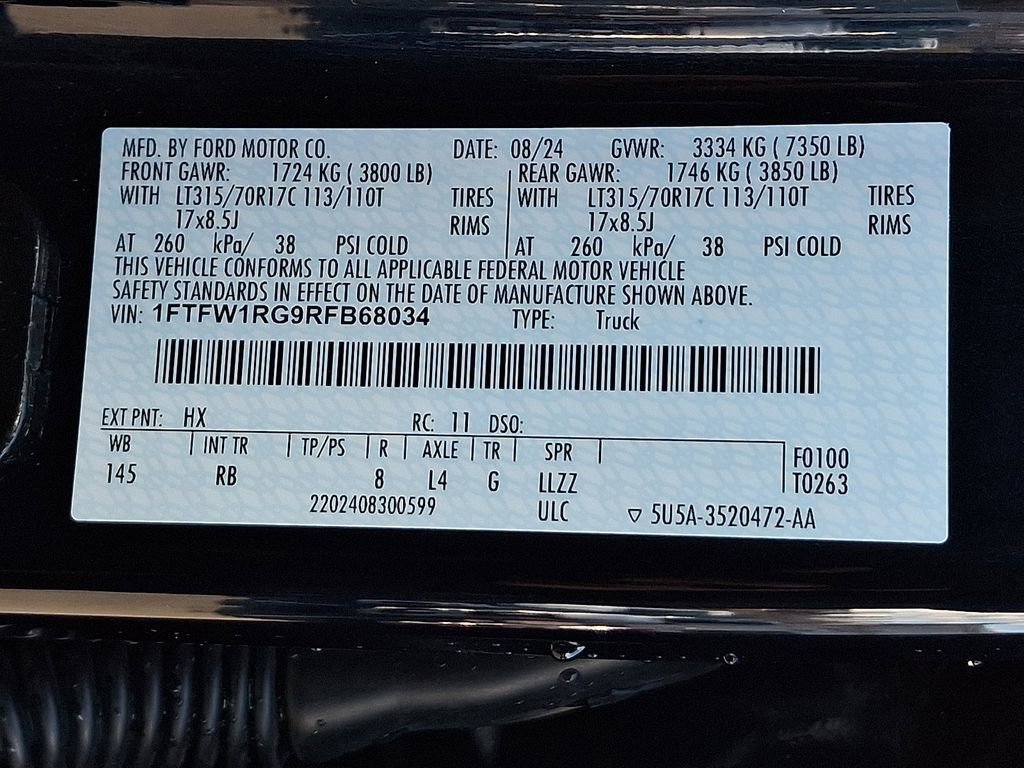 MFD. BY FORD MOTOR CO. DATE: 08/24 GVWR: 3334 KG ( 7350 LB)
FRONT GAWR: 1724 KG ( 3800 LB) REAR GAWR: 1746 KG ( 3850 LB)
WITH LT315/70R17C 113/110T TIRES WITH LT315/70R17C 113/110T TIRES
17x8.5J RIMS 17x8.5J RIMS
AT 260 kPa/ 38 PSI COLD AT 260 kPa/ 38 PSI COLD
THIS VEHICLE CONFORMS TO ALL APPLICABLE FEDERAL MOTOR VEHICLE
SAFETY STANDARDS IN EFFECT ON THE DATE OF MANUFACTURE SHOWN ABOVE.
VIN: 1FTFW1RG9RFB68034 TYPE: Truck
EXT PNT: HX RC: 11 DSO:
WB INT TR TP/PS R AXLE TR SPR F0100
145 RB 8 L4 G LLZZ T0263
2202408300599 ULC ▽ 5U5A-3520472-AA